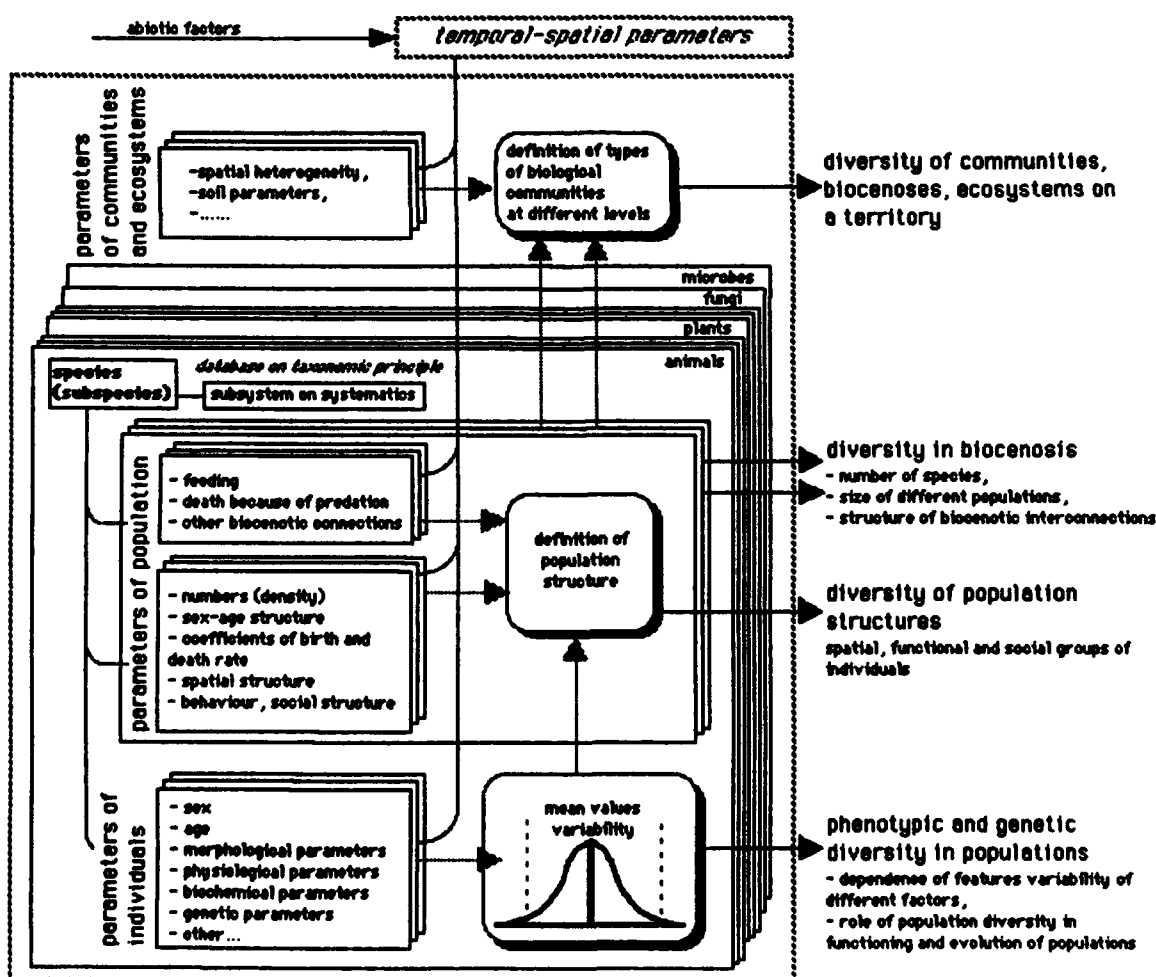 abiotic factors
temporal-spatial parameters
parameters
of communities
and ecosystems
-spatial heterogeneity,
-soil parameters,
-......
definition of types
of biological
communities
at different levels
diversity of communities,
biocenoses, ecosystems on
a territory
microbes
fungi
plants
animals
species
(subspecies)
database on taxonomic principle
subsystem on systematics
parameters of population
- feeding
- death because of predation
- other biocenotic connections
- numbers (density)
- sex-age structure
- coefficients of birth and
death rate
- spatial structure
- behaviour, social structure
definition of
population
structure
diversity in biocenosis
- number of species,
- size of different populations,
- structure of biocenotic interconnections
diversity of population
structures
spatial, functional and social groups of
individuals
parameters of
individuals
- sex
- age
- morphological parameters
- physiological parameters
- biochemical parameters
- genetic parameters
- other...
mean values
variability
phenotypic and genetic
diversity in populations
- dependence of features variability of
different factors,
- role of population diversity in
functioning and evolution of populations